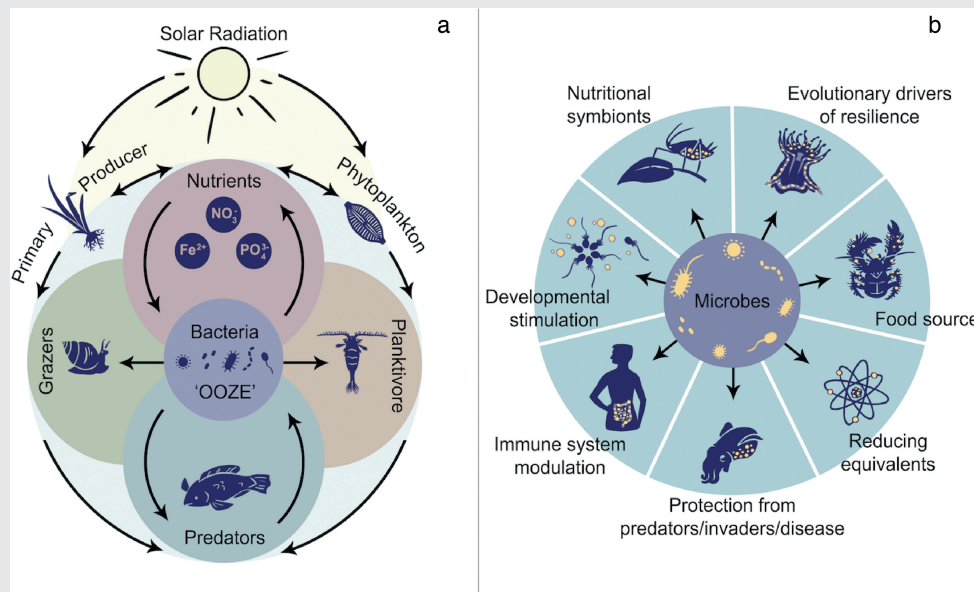 a
Solar Radiation
Primary Producer
Phytoplankton
Nutrients
NO₃⁻
Fe²⁺
PO₄³⁻
Grazers
Bacteria
'OOZE'
Planktivore
Predators
b
Nutritional
symbionts
Evolutionary drivers
of resilience
Developmental
stimulation
Microbes
Food source
Immune system
modulation
Reducing
equivalents
Protection from
predators/invaders/disease